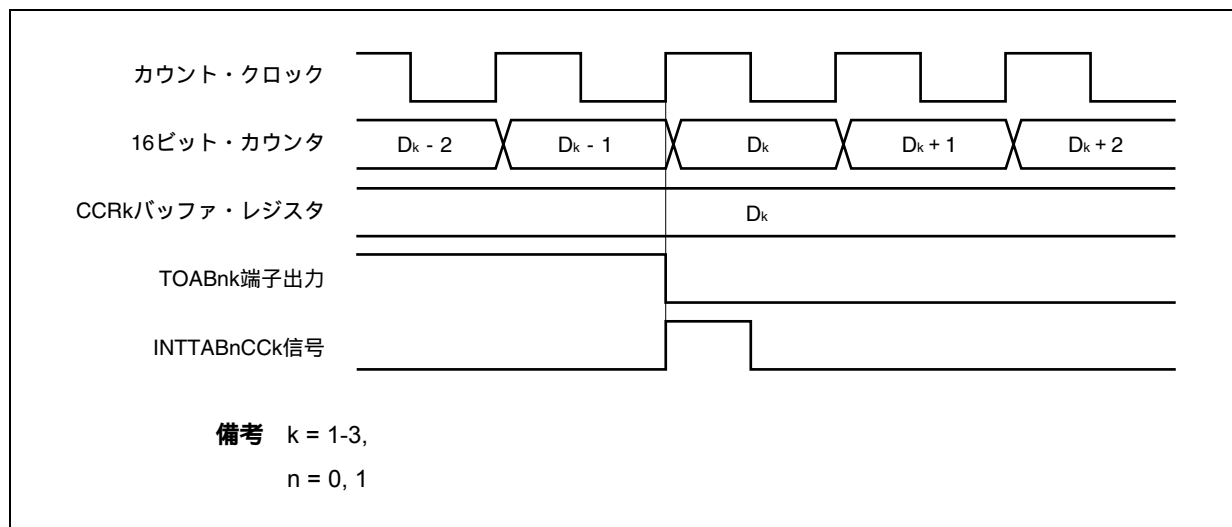 カウント・クロック
16ビット・カウンタ
Dk - 2
Dk - 1
Dk
Dk + 1
Dk + 2
CCRkバッファ・レジスタ
Dk
TOABnk端子出力
INTTABnCCk信号
備考 k = 1-3,
n = 0, 1